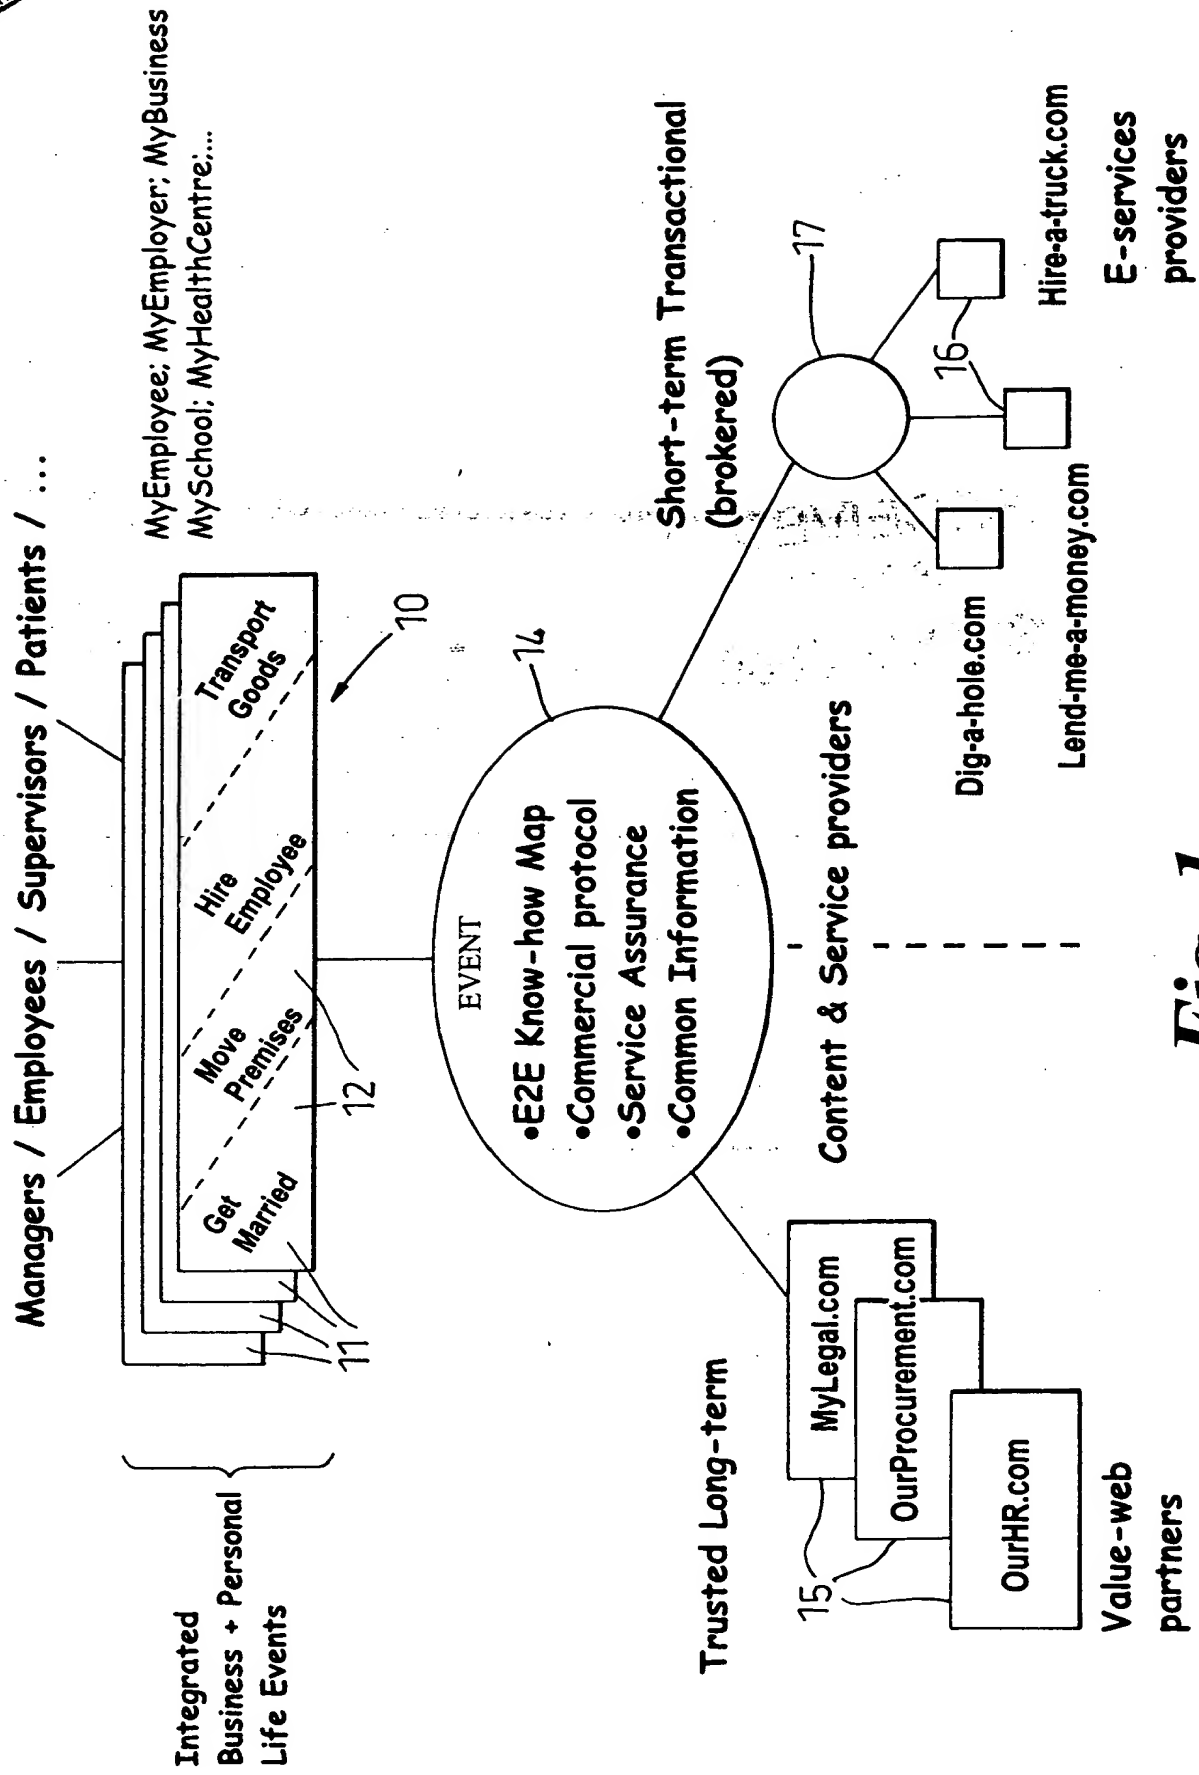 Managers / Employees / Supervisors / Patients / ...
MyEmployee; MyEmployer; MyBusiness
MySchool; MyHealthCentre;...
Integrated
Business + Personal
Life Events
Get
Married
Move
Premises
Hire
Employee
Transport
Goods
11
12
10
EVENT
14
•E2E Know-how Map
•Commercial protocol
•Service Assurance
•Common Information
Trusted Long-term
Short-term Transactional
(brokered)
17
MyLegal.com
OurProcurement.com
OurHR.com
15
Content & Service providers
16
Dig-a-hole.com
Lend-me-a-money.com
Hire-a-truck.com
Value-web
partners
E-services
providers